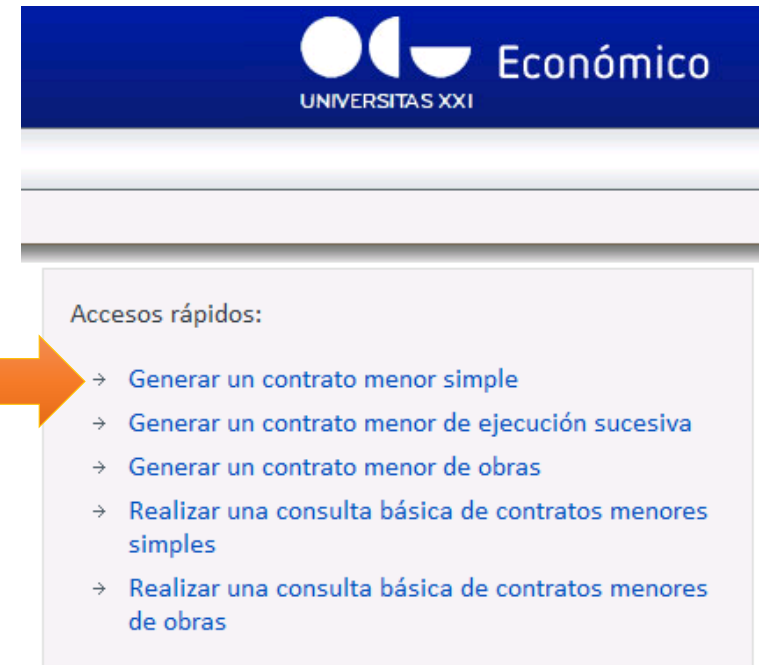 Económico
UNIVERSITAS XXI
Accesos rápidos:
→ Generar un contrato menor simple
→ Generar un contrato menor de ejecución sucesiva
→ Generar un contrato menor de obras
→ Realizar una consulta básica de contratos menores
simples
→ Realizar una consulta básica de contratos menores
de obras